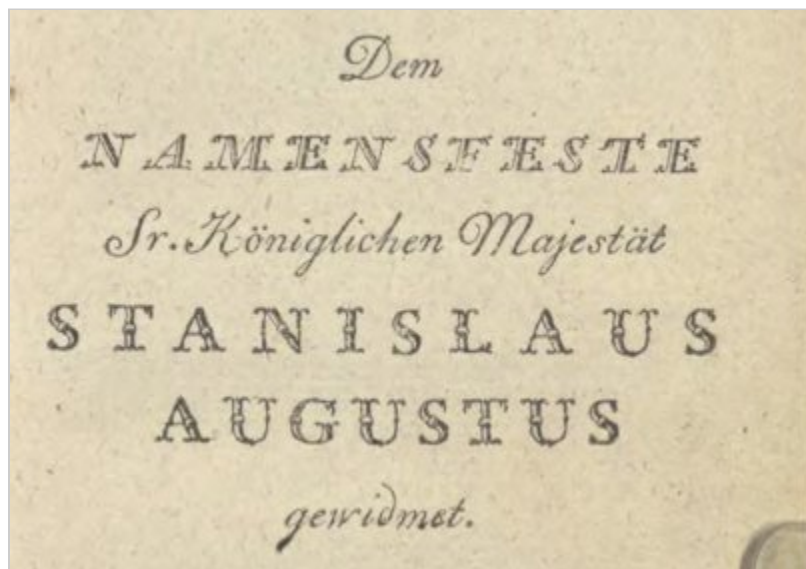 Dem
NAMENSFESTE
Sr. Königlichen Majestät
STANISLAUS
AUGUSTUS
gewidmet.